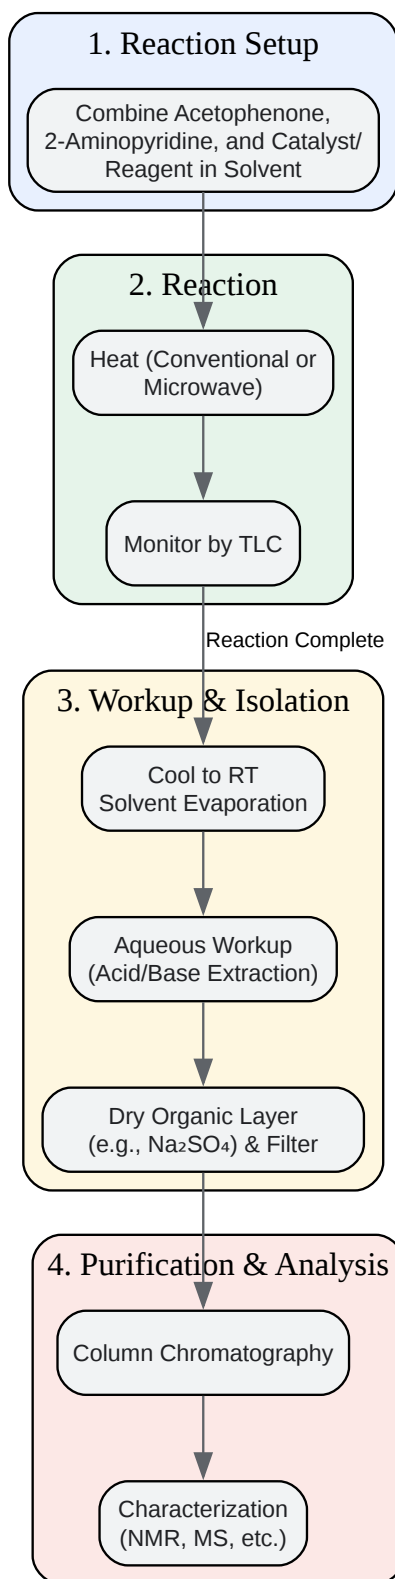 1. Reaction Setup
Combine Acetophenone,
2-Aminopyridine, and Catalyst/
Reagent in Solvent
2. Reaction
Heat (Conventional or
Microwave)
Monitor by TLC
Reaction Complete
3. Workup & Isolation
Cool to RT
Solvent Evaporation
Aqueous Workup
(Acid/Base Extraction)
Dry Organic Layer
(e.g., Na₂SO₄) & Filter
4. Purification & Analysis
Column Chromatography
Characterization
(NMR, MS, etc.)